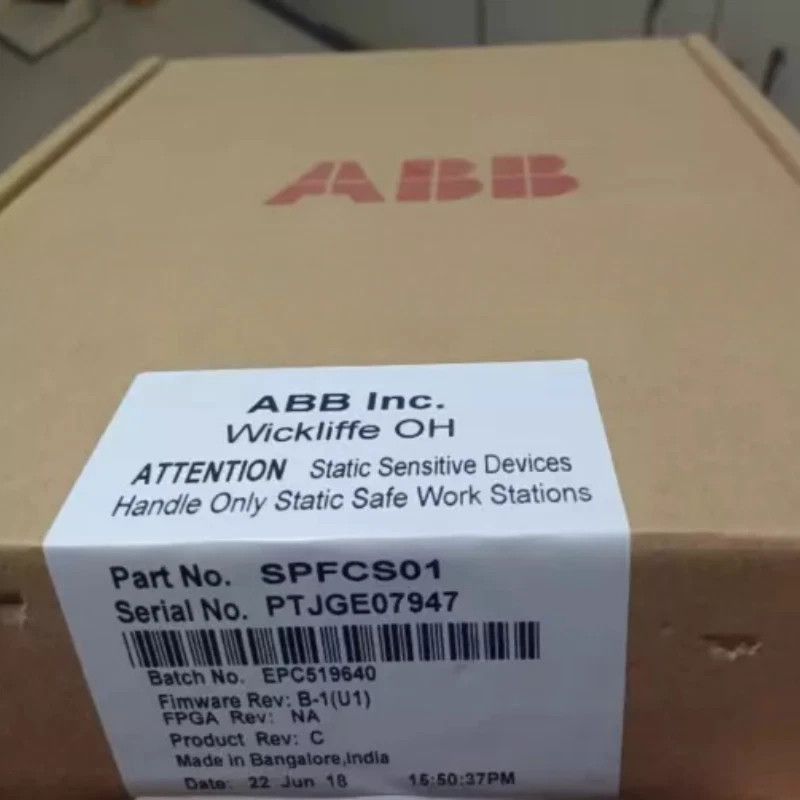 ABB
ABB Inc.
Wickliffe OH
ATTENTION Static Sensitive Devices
Handle Only Static Safe Work Stations
Part No. SPFCS01
Serial No. PTJGE07947
Batch No. EPC519640
Fimware Rev: B-1(U1)
FPGA Rev: NA
Product Rev: C
Made in Bangalore,India
Date: 22 Jun 18 15:50:37PM